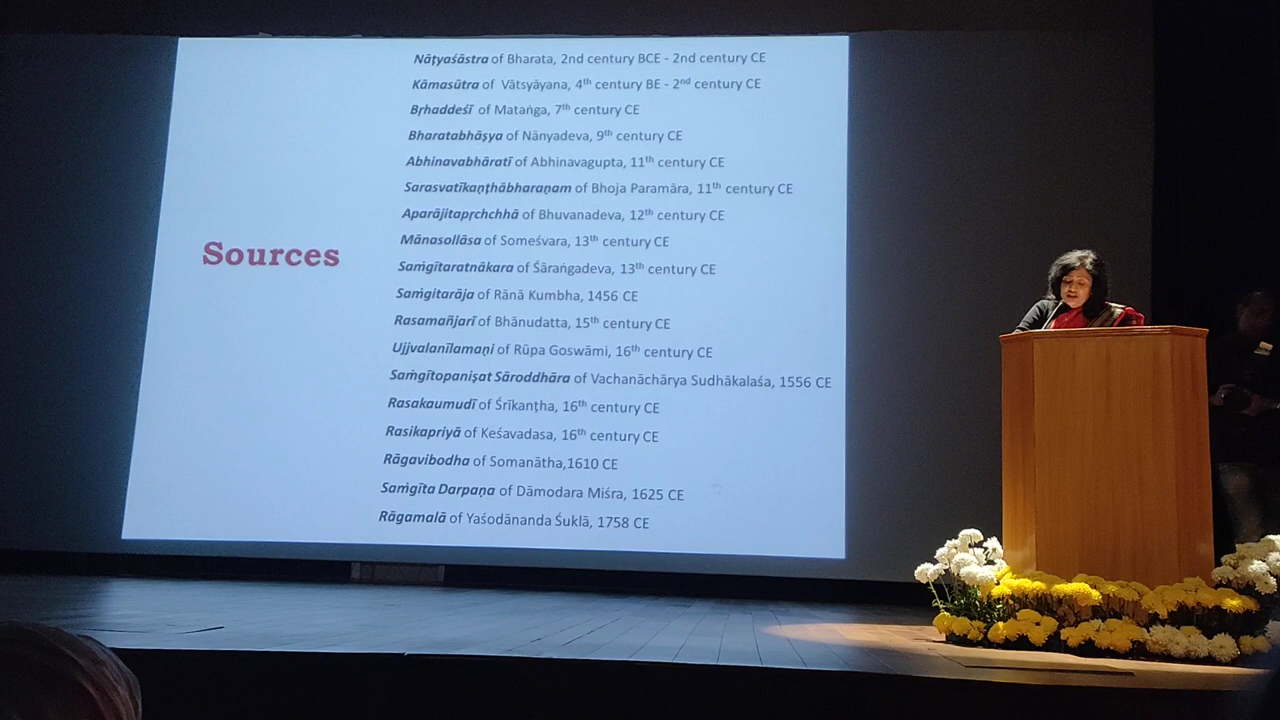 Nāṭyaśāstra of Bharata, 2nd century BCE - 2nd century CE
Kāmasūtra of Vātsyāyana, 4th century BE - 2nd century CE
Bṛhaddeśī of Mataṅga, 7th century CE
Bharatabhāṣya of Nānyadeva, 9th century CE
Abhinavabhāratī of Abhinavagupta, 11th century CE
Sarasvatīkaṇṭhābharaṇam of Bhoja Paramāra, 11th century CE
Aparājitapṛchchhā of Bhuvanadeva, 12th century CE
Mānasollāsa of Someśvara, 13th century CE
Sources
Saṁgītaratnākara of Śāraṅgadeva, 13th century CE
Saṁgitarāja of Rānā Kumbha, 1456 CE
Rasamañjarī of Bhānudatta, 15th century CE
Ujjvalanīlamaṇi of Rūpa Goswāmi, 16th century CE
Saṁgītopaniṣat Sāroddhāra of Vachanāchārya Sudhākalaśa, 1556 CE
Rasakaumudī of Śrīkaṇṭha, 16th century CE
Rasikapriyā of Keśavadasa, 16th century CE
Rāgavibodha of Somanātha,1610 CE
Saṁgīta Darpaṇa of Dāmodara Miśra, 1625 CE
Rāgamalā of Yaśodānanda Śuklā, 1758 CE